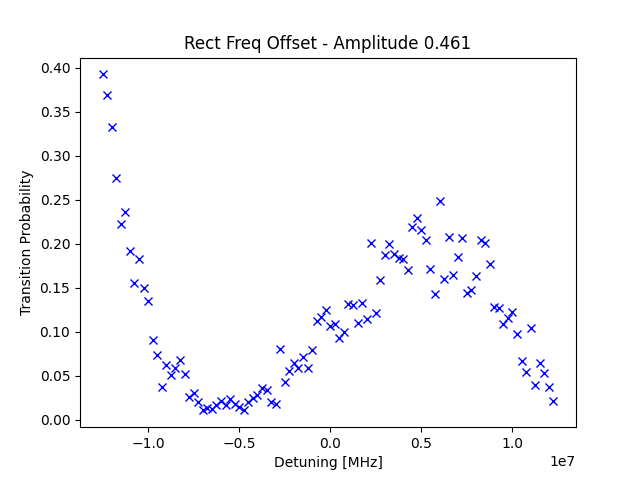 Rect Freq Offset - Amplitude 0.461
Transition Probability
0.40
0.35
0.30
0.25
0.20
0.15
0.10
0.05
0.00
−1.0 −0.5 0.0 0.5 1.0
1e7
Detuning [MHz]